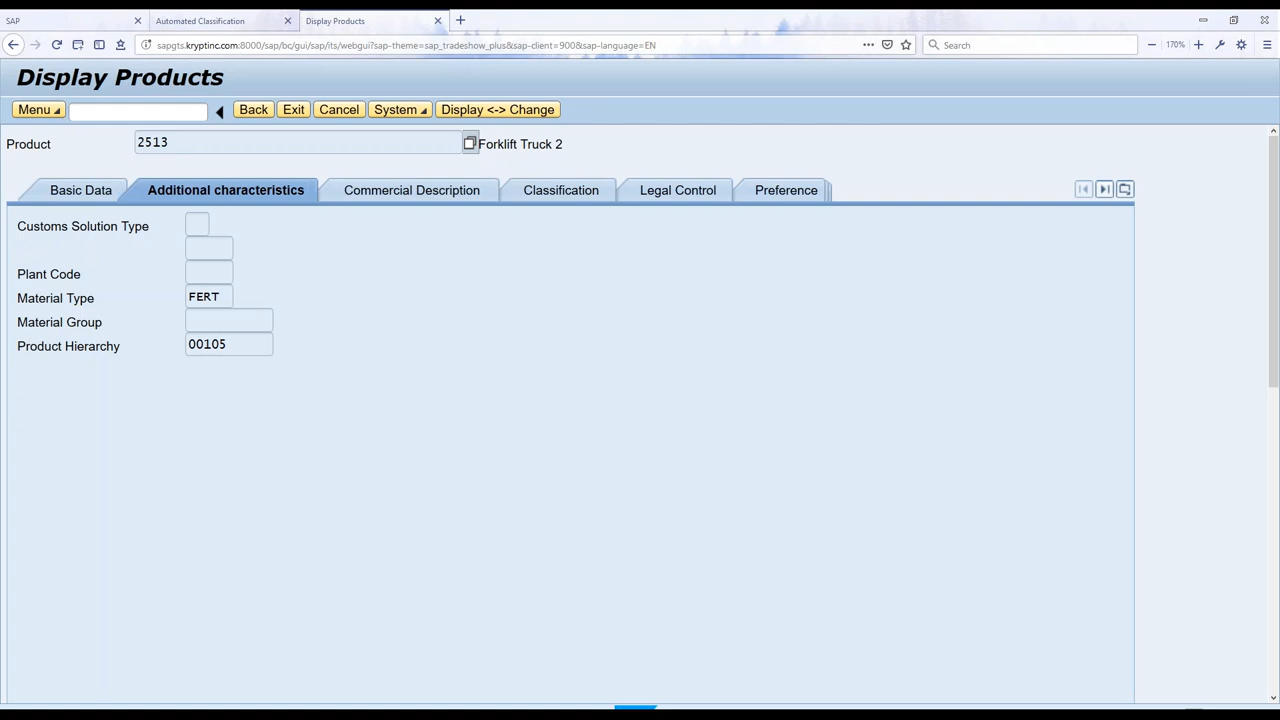 SAP
Automated Classification
Display Products
sapgts.kryptinc.com:8000/sap/bc/gui/sap/its/webgui?sap-theme=sap_tradeshow_plus&sap-client=900&sap-language=EN
Search
170%
Display Products
Menu
Back
Exit
Cancel
System
Display <-> Change
Product
2513
Forklift Truck 2
Basic Data
Additional characteristics
Commercial Description
Classification
Legal Control
Preference
Customs Solution Type
Plant Code
Material Type
FERT
Material Group
Product Hierarchy
00105